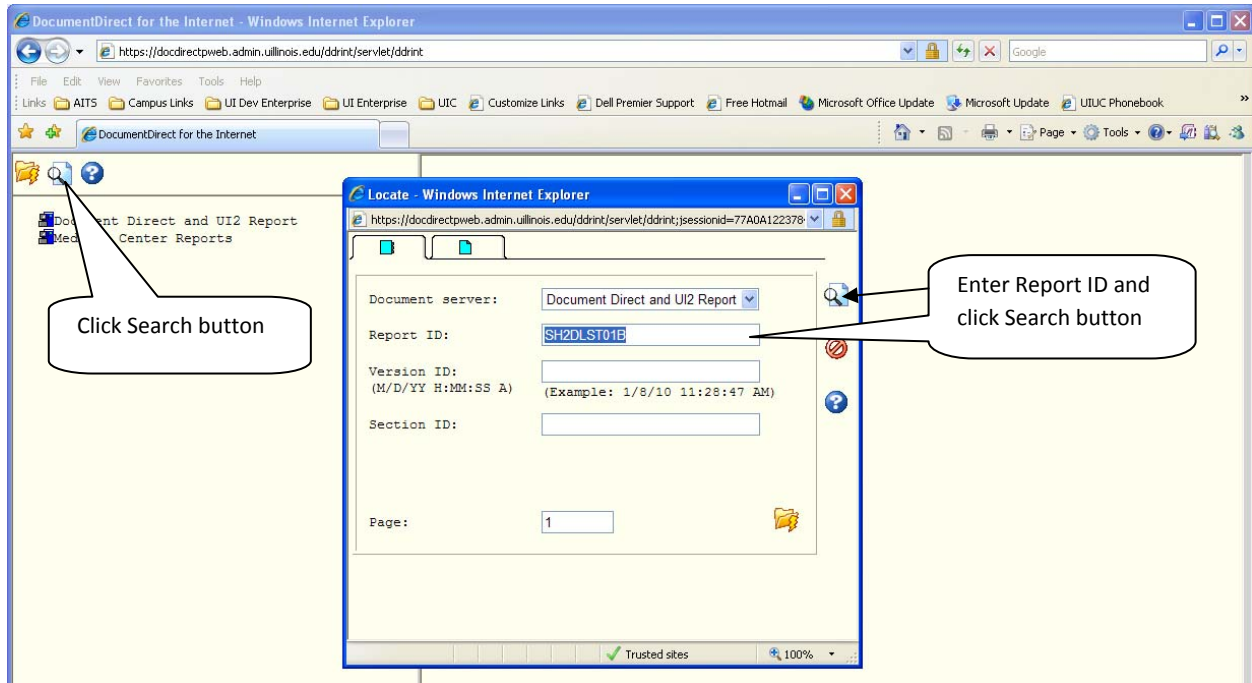 DocumentDirect for the Internet - Windows Internet Explorer
https://docdirectpweb.admin.uillinois.edu/ddrint/servlet/ddrint
Google
File Edit View Favorites Tools Help
Links AITS Campus Links UI Dev Enterprise UI Enterprise UIC Customize Links Dell Premier Support Free Hotmail Microsoft Office Update Microsoft Update UIUC Phonebook »
DocumentDirect for the Internet
Page Tools
Document Direct and UI2 Report
Center Reports
Click Search button
Locate - Windows Internet Explorer
https://docdirectpweb.admin.uillinois.edu/ddrint/servlet/ddrint;jsessionid=77A0A122378
Document server: Document Direct and UI2 Report
Report ID: SH2DLST01B
Version ID:
(M/D/YY H:MM:SS A) (Example: 1/8/10 11:28:47 AM)
Section ID:
Page: 1
Trusted sites 100%
Enter Report ID and
click Search button